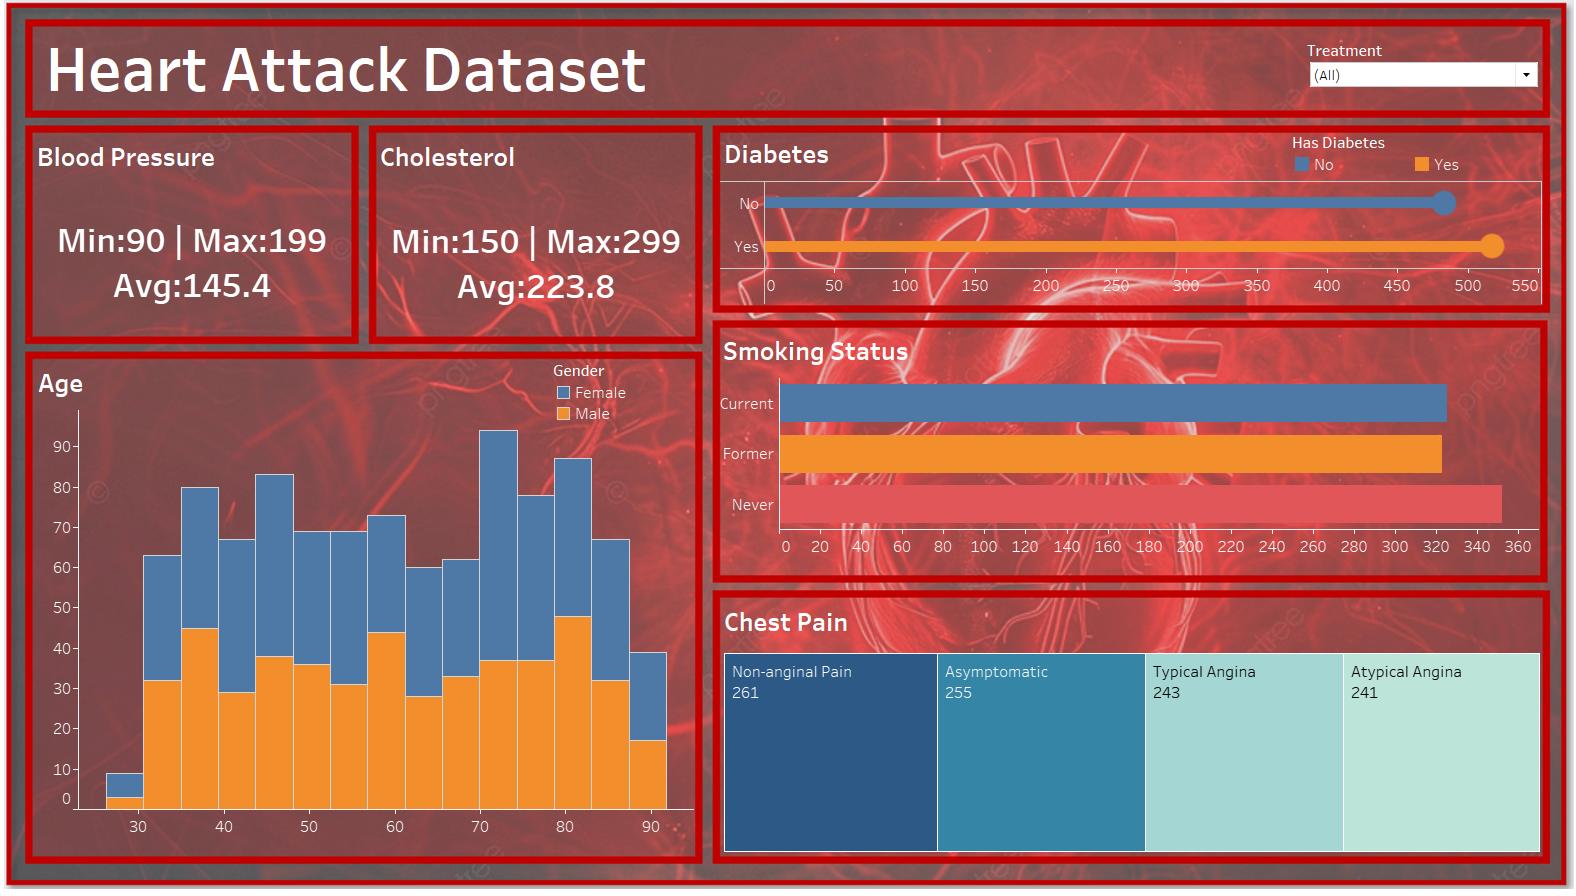 Heart Attack Dataset
Treatment
(All)
Blood Pressure
Min:90 | Max:199
Avg:145.4
Cholesterol
Min:150 | Max:299
Avg:223.8
Diabetes
Has Diabetes
No
Yes
No
Yes
0 50 100 150 200 250 300 350 400 450 500 550
Age
Gender
Female
Male
90
80
70
60
50
40
30
20
10
0
30 40 50 60 70 80 90
Smoking Status
Current
Former
Never
0 20 40 60 80 100 120 140 160 180 200 220 240 260 280 300 320 340 360
Chest Pain
Non-anginal Pain
261
Asymptomatic
255
Typical Angina
243
Atypical Angina
241
pngtree